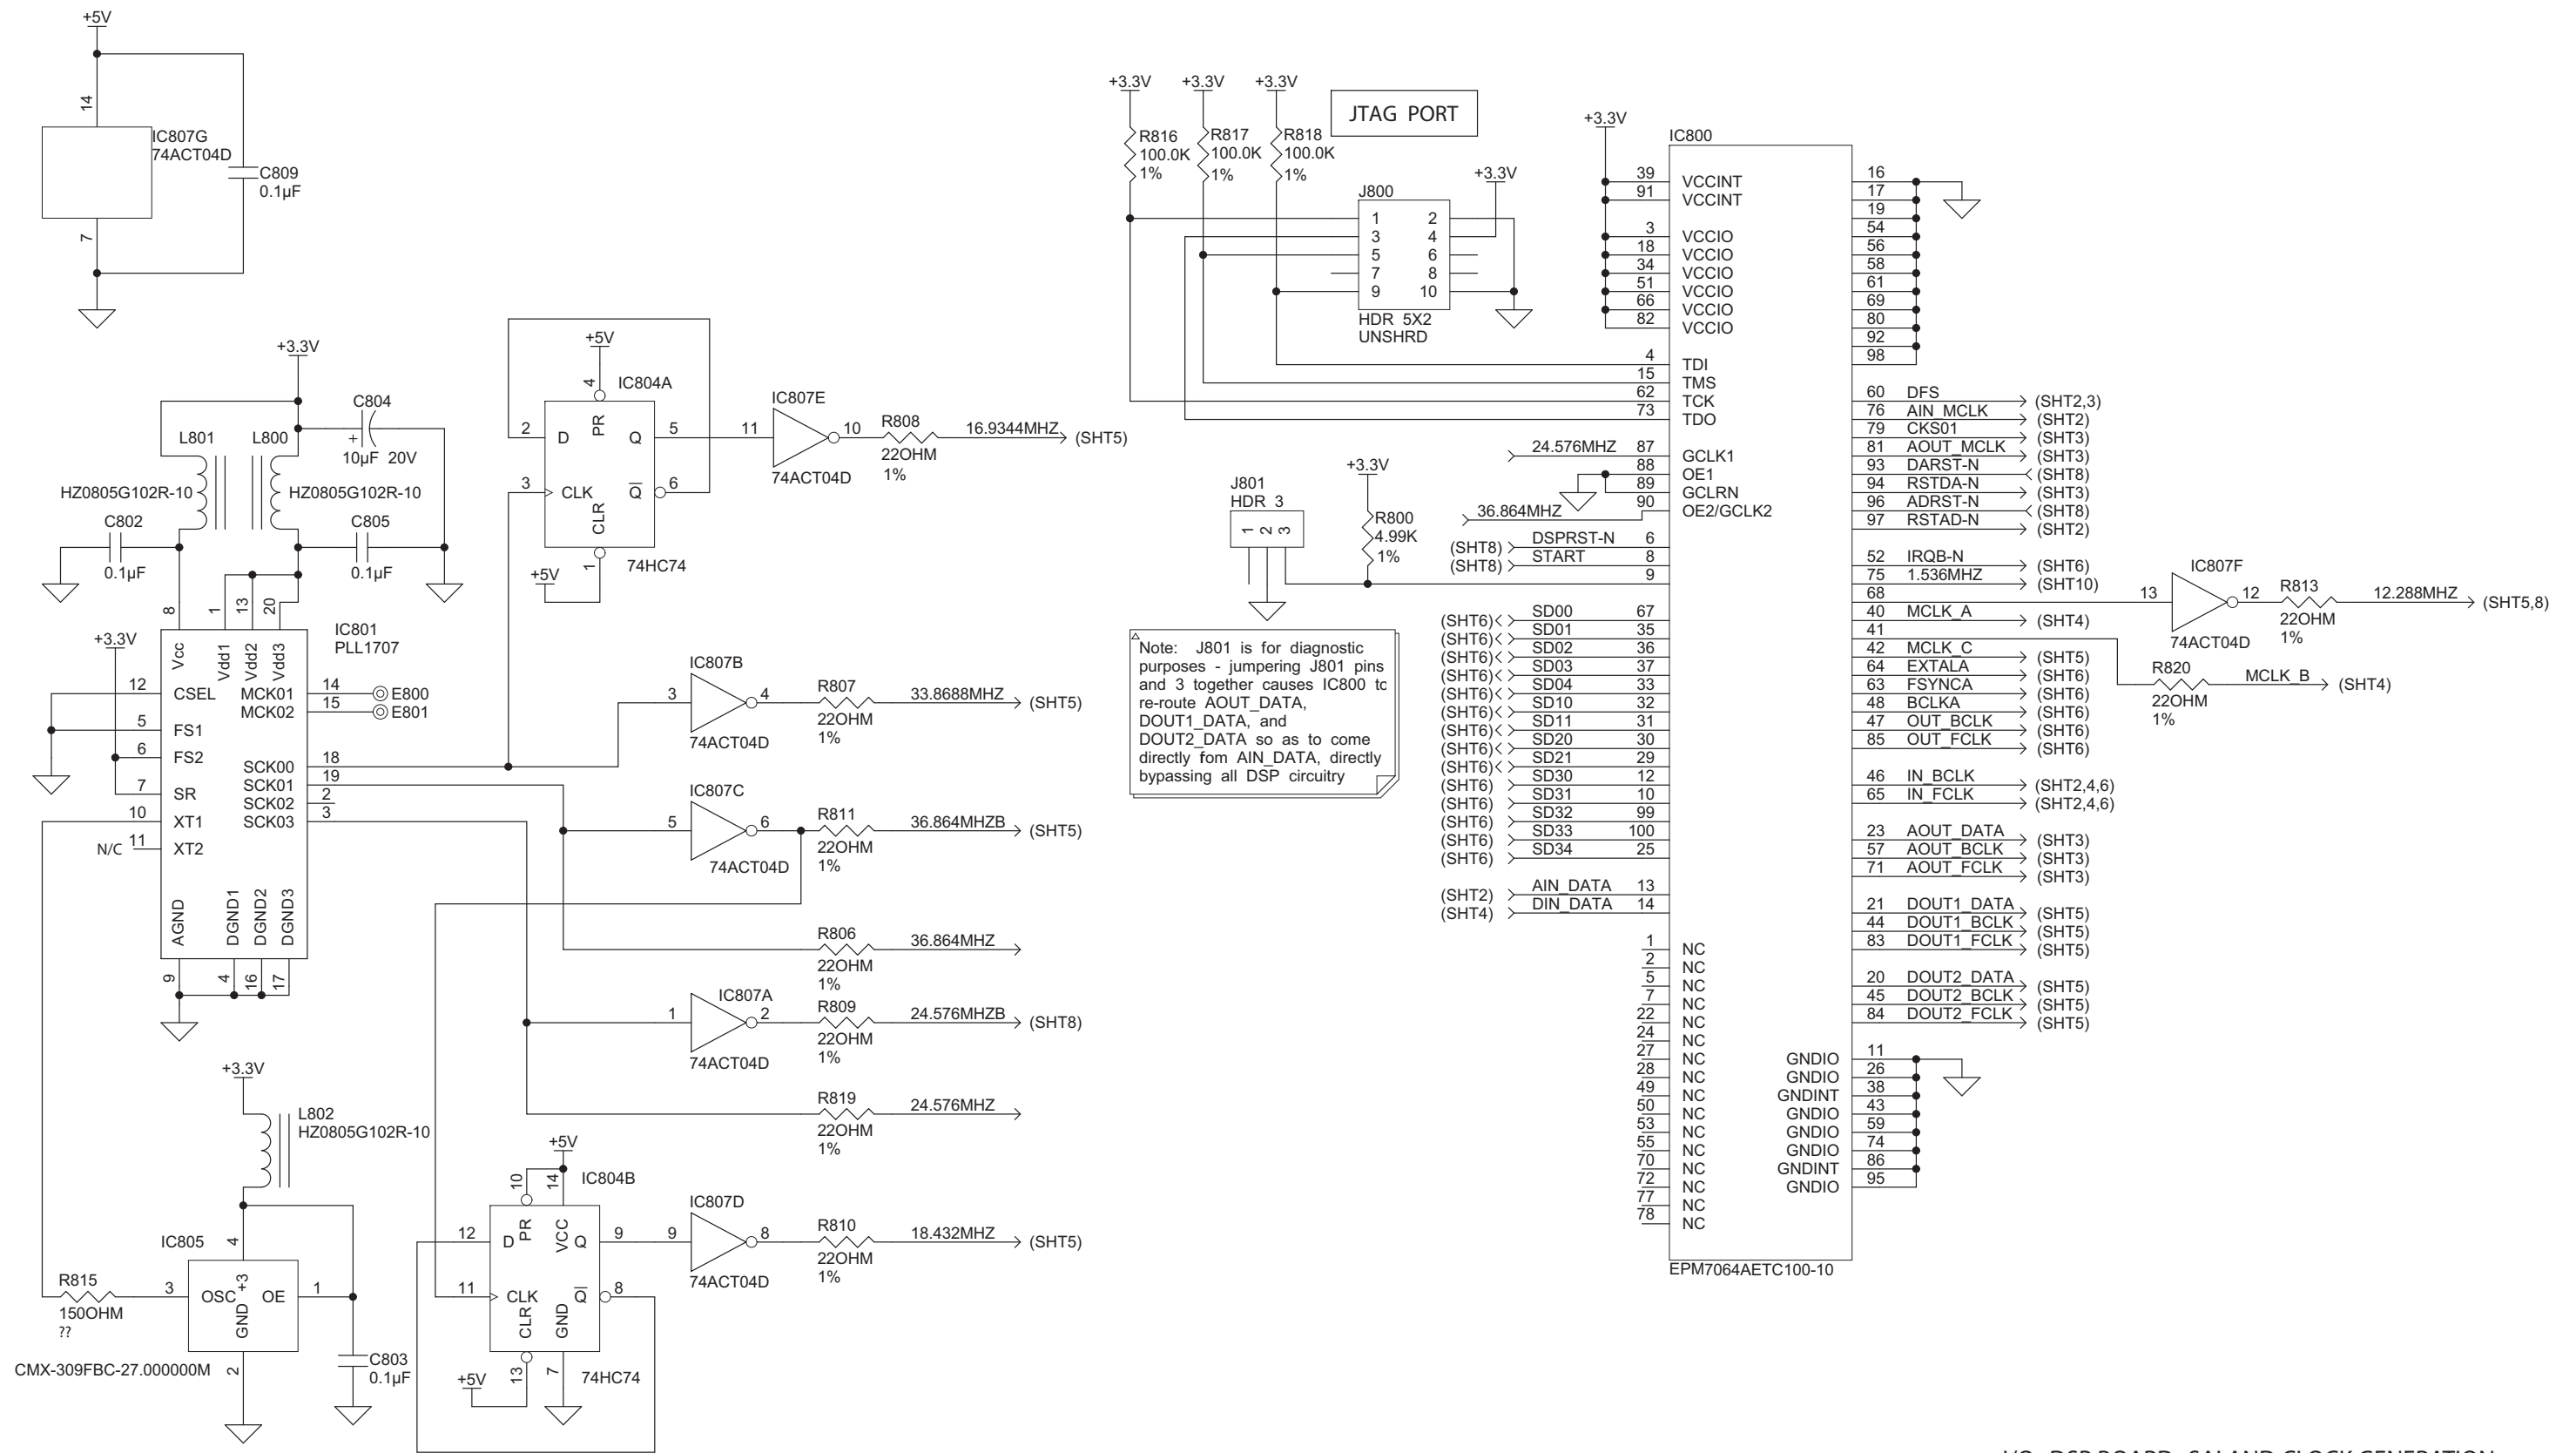 +5V
14
IC807G
74ACT04D
C809
0.1µF
7
+3.3V
C804
+
10µF 20V
L801
L800
HZ0805G102R-10
HZ0805G102R-10
C802
0.1µF
C805
0.1µF
8
1
13
20
IC801
PLL1707
+3.3V
Vcc
Vdd1
Vdd2
Vdd3
12 CSEL
5 FS1
6 FS2
7 SR
10 XT1
N/C 11 XT2
MCK01 14 E800
MCK02 15 E801
SCK00 18
SCK01 19
SCK02 2
SCK03 3
AGND
DGND1
DGND2
DGND3
9
4
16
17
+3.3V
L802
HZ0805G102R-10
IC805
4
R815
150OHM
??
3 OSC
+3
GND
OE 1
2
CMX-309FBC-27.000000M
C803
0.1µF
+5V
4
IC804A
2 D
PR
Q 5
3 CLK
Q 6
CLR
1
+5V
74HC74
IC807E
11
10
74ACT04D
R808
22OHM
1%
16.9344MHZ
(SHT5)
IC807B
3
4
74ACT04D
R807
22OHM
1%
33.8688MHZ
(SHT5)
IC807C
5
6
74ACT04D
R811
22OHM
1%
36.864MHZB
(SHT5)
R806
22OHM
1%
36.864MHZ
IC807A
1
2
74ACT04D
R809
22OHM
1%
24.576MHZB
(SHT8)
R819
22OHM
1%
24.576MHZ
+5V
10
14
IC804B
12 D
PR
VCC
Q 9
11 CLK
Q 8
CLR
GND
13
7
+5V
74HC74
IC807D
9
8
74ACT04D
R810
22OHM
1%
18.432MHZ
(SHT5)
+3.3V
+3.3V
+3.3V
R816
100.0K
1%
R817
100.0K
1%
R818
100.0K
1%
JTAG PORT
+3.3V
J800
1 2
3 4
5 6
7 8
9 10
HDR 5X2
UNSHRD
J801
HDR 3
1
2
3
+3.3V
R800
4.99K
1%
Note: J801 is for diagnostic
purposes - jumpering J801 pins
and 3 together causes IC800 to
re-route AOUT_DATA,
DOUT1_DATA, and
DOUT2_DATA so as to come
directly fom AIN_DATA, directly
bypassing all DSP circuitry
+3.3V
IC800
39 VCCINT
91 VCCINT
3 VCCIO
18 VCCIO
34 VCCIO
51 VCCIO
66 VCCIO
82 VCCIO
4 TDI
15 TMS
62 TCK
73 TDO
24.576MHZ 87 GCLK1
88 OE1
89 GCLRN
36.864MHZ 90 OE2/GCLK2
(SHT8) DSPRST-N 6
(SHT8) START 8
9
(SHT6) SD00 67
(SHT6) SD01 35
(SHT6) SD02 36
(SHT6) SD03 37
(SHT6) SD04 33
(SHT6) SD10 32
(SHT6) SD11 31
(SHT6) SD20 30
(SHT6) SD21 29
(SHT6) SD30 12
(SHT6) SD31 10
(SHT6) SD32 99
(SHT6) SD33 100
(SHT6) SD34 25
(SHT2) AIN_DATA 13
(SHT4) DIN_DATA 14
1 NC
2 NC
5 NC
7 NC
22 NC
24 NC
27 NC
28 NC
49 NC
50 NC
53 NC
55 NC
70 NC
72 NC
77 NC
78 NC
EPM7064AETC100-10
16
17
19
54
56
58
61
69
80
92
98
60 DFS (SHT2,3)
76 AIN_MCLK (SHT2)
79 CKS01 (SHT3)
81 AOUT_MCLK (SHT3)
93 DARST-N (SHT8)
94 RSTDA-N (SHT3)
96 ADRST-N (SHT8)
97 RSTAD-N (SHT2)
52 IRQB-N (SHT6)
75 1.536MHZ (SHT10)
68
40 MCLK_A (SHT4)
41
42 MCLK_C (SHT5)
64 EXTALA (SHT6)
63 FSYNCA (SHT6)
48 BCLKA (SHT6)
47 OUT_BCLK (SHT6)
85 OUT_FCLK (SHT6)
46 IN_BCLK (SHT2,4,6)
65 IN_FCLK (SHT2,4,6)
23 AOUT_DATA (SHT3)
57 AOUT_BCLK (SHT3)
71 AOUT_FCLK (SHT3)
21 DOUT1_DATA (SHT5)
44 DOUT1_BCLK (SHT5)
83 DOUT1_FCLK (SHT5)
20 DOUT2_DATA (SHT5)
45 DOUT2_BCLK (SHT5)
84 DOUT2_FCLK (SHT5)
GNDIO 11
GNDIO 26
GNDINT 38
GNDIO 43
GNDIO 59
GNDIO 74
GNDINT 86
GNDIO 95
IC807F
13
12
74ACT04D
R813
22OHM
1%
12.288MHZ
(SHT5,8)
R820
22OHM
1%
MCLK_B
(SHT4)